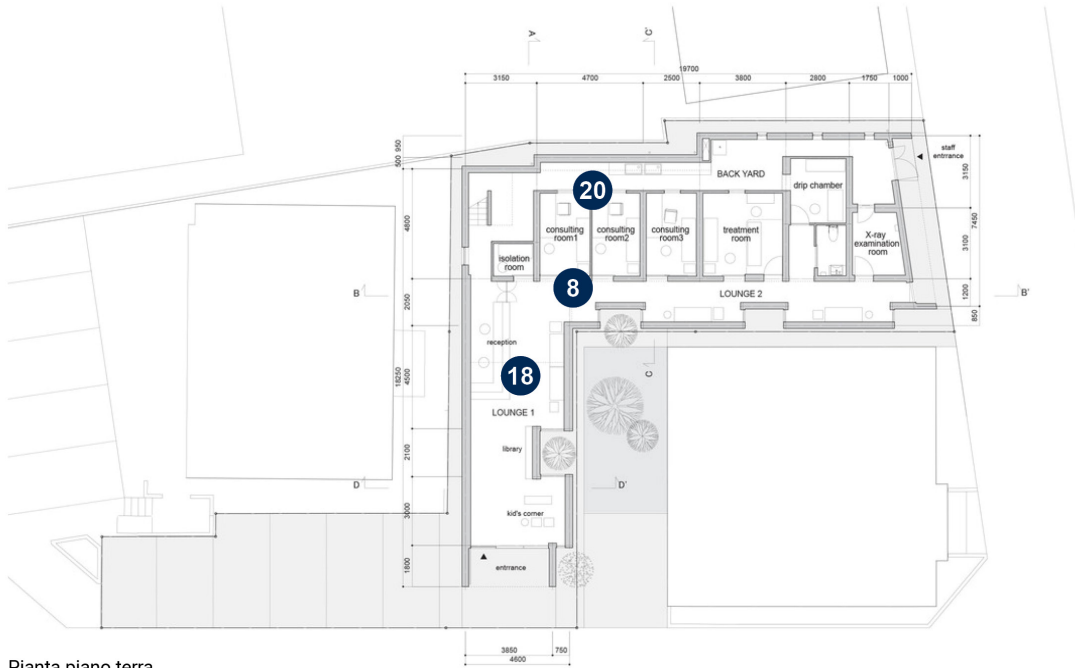 A
C'
19700
3150 4700 2500 3800 2800 1750 1000
950
500
4800
2050
18250
4500
2100
3000
1800
staff
entrrance
3150
7450
3100
1200
850
BACK YARD
drip chamber
20
consulting
room1
consulting
room2
consulting
room3
treatment
room
X-ray
examination
room
isolation
room
8
LOUNGE 2
B
B'
reception
18
C
LOUNGE 1
library
D
D'
kid's corner
entrrance
3850 750
4600
Pianta piano terra